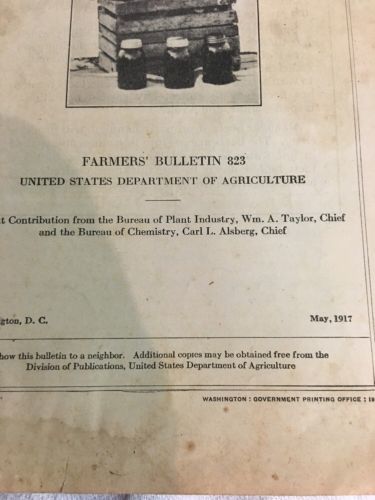 FARMERS' BULLETIN 823
UNITED STATES DEPARTMENT OF AGRICULTURE
t Contribution from the Bureau of Plant Industry, Wm. A. Taylor, Chief
and the Bureau of Chemistry, Carl L. Alsberg, Chief
gton, D. C. May, 1917
how this bulletin to a neighbor. Additional copies may be obtained free from the
Division of Publications, United States Department of Agriculture
WASHINGTON : GOVERNMENT PRINTING OFFICE : 19